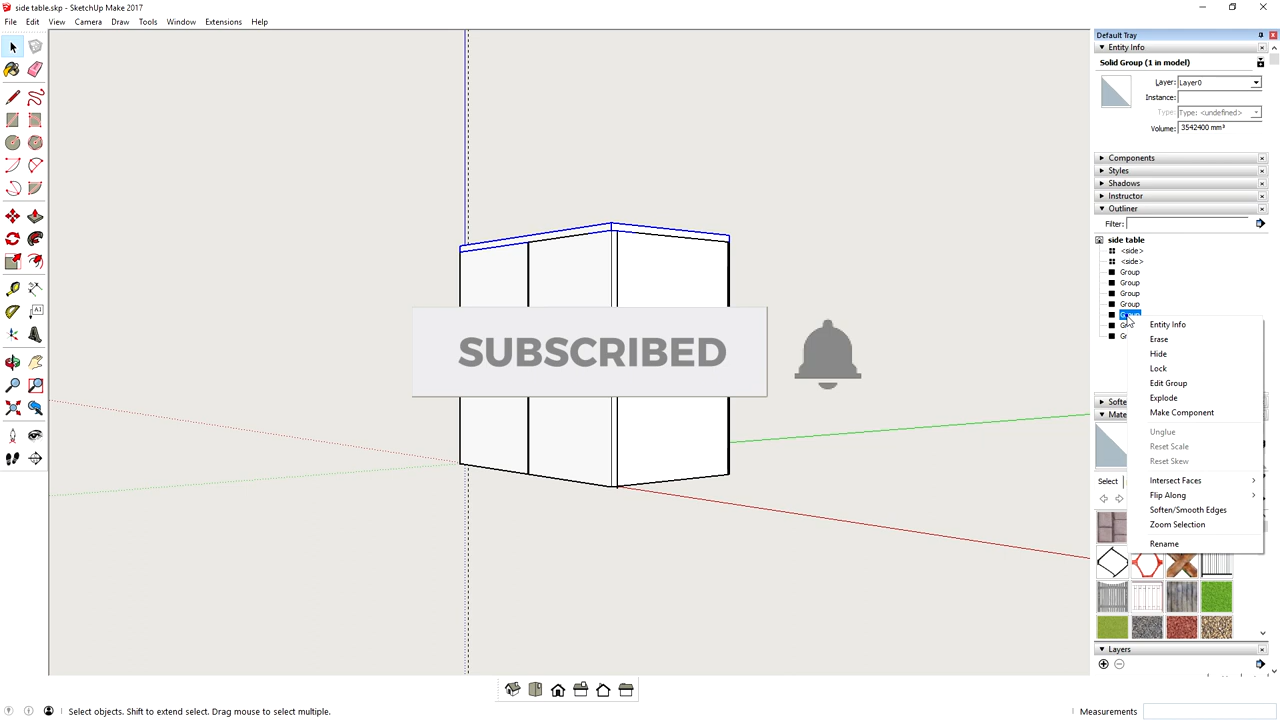 side table.skp - SketchUp Make 2017
File Edit View Camera Draw Tools Window Extensions Help
Default Tray
Entity Info
Solid Group (1 in model)
Layer: Layer0
Instance:
Type: Type: <undefined>
Volume: 3542400 mm³
Components
Styles
Shadows
Instructor
Outliner
Filter:
side table
<side>
<side>
Group
Group
Group
Group
Entity Info
Erase
Hide
Lock
Edit Group
Explode
Make Component
Unglue
Reset Scale
Reset Skew
Intersect Faces
Flip Along
Soften/Smooth Edges
Zoom Selection
Rename
Select
Layers
SUBSCRIBED
Select objects. Shift to extend select. Drag mouse to select multiple.
Measurements